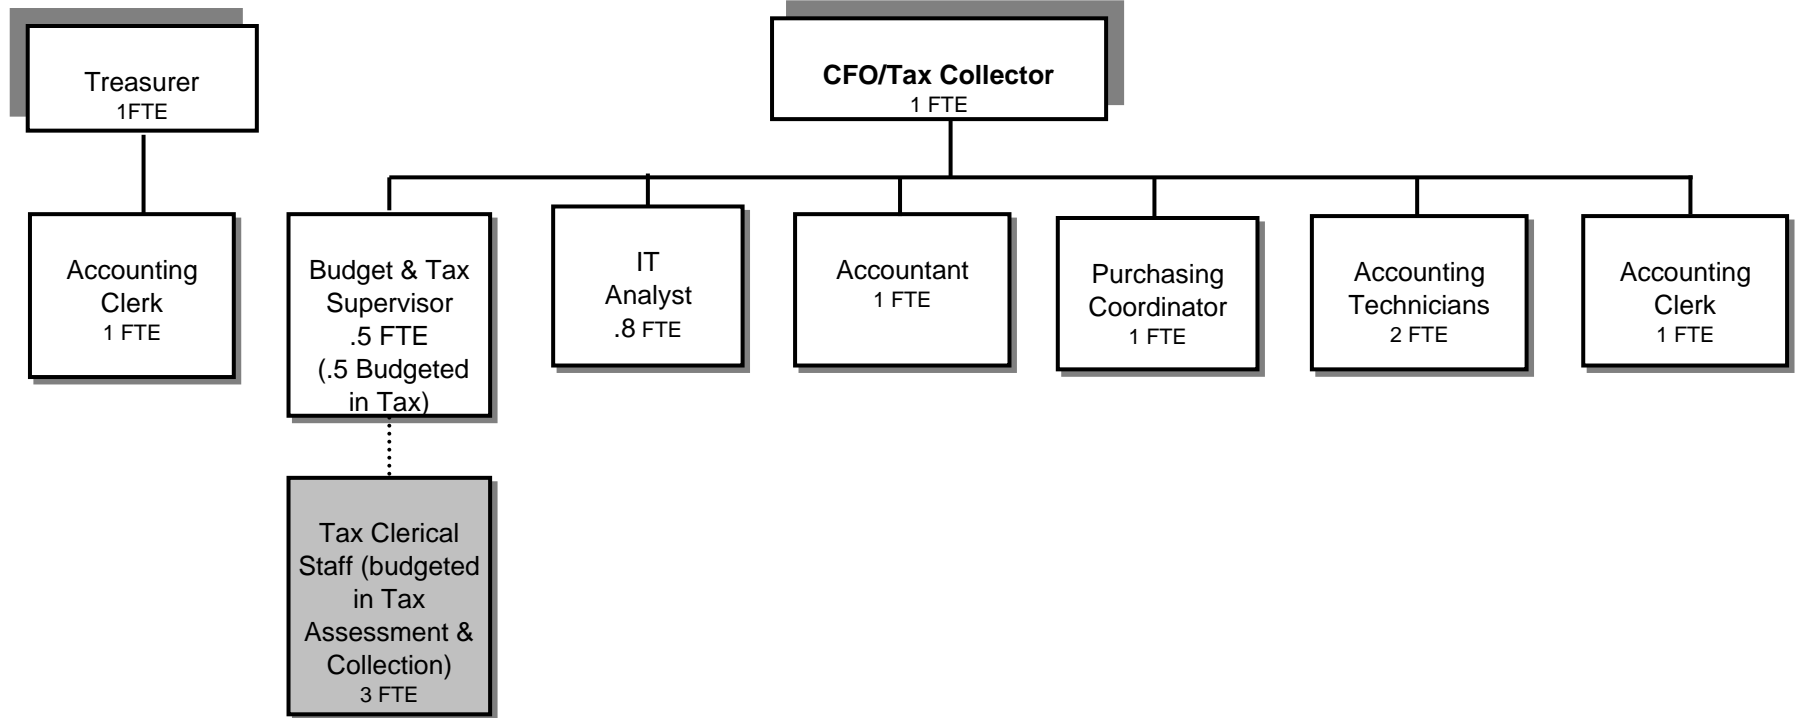 Treasurer
1FTE
CFO/Tax Collector
1 FTE
Accounting
Clerk
1 FTE
Budget & Tax
Supervisor
.5 FTE
(.5 Budgeted
in Tax)
IT
Analyst
.8 FTE
Accountant
1 FTE
Purchasing
Coordinator
1 FTE
Accounting
Technicians
2 FTE
Accounting
Clerk
1 FTE
Tax Clerical
Staff (budgeted
in Tax
Assessment &
Collection)
3 FTE